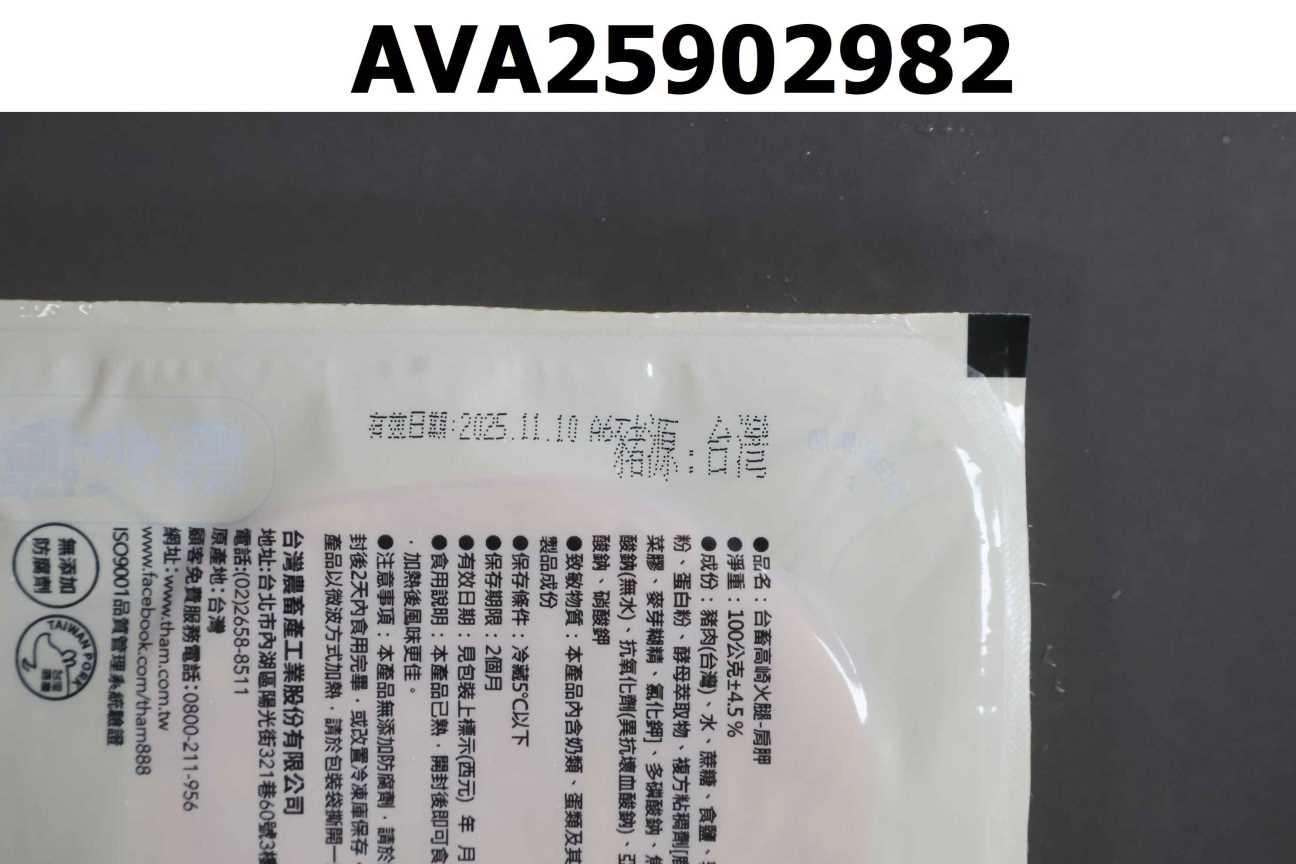 AVA25902982
有效日期:2025.11.10
豬源：台灣
●品名：台畜高崎火腿-肩胛
●淨重：100公克±4.5 %
●成份：豬肉(台灣)、水、蔗糖、食鹽、
粉、蛋白粉、酵母萃取物、複方粘稠劑[
菜膠、麥芽糊精、氯化鉀]、多磷酸鈉、焦
酸鈉(無水)、抗氧化劑(異抗壞血酸鈉)、亞
酸鈉、硝酸鉀
●致敏物質：本產品內含奶類、蛋類及其
製品成份
●保存條件：冷藏5°C以下
●保存期限：2個月
●有效日期：見包裝上標示(西元) 年 月
●食用說明：本產品已熟，開封後即可食
，加熱後風味更佳。
●注意事項：本產品無添加防腐劑，請於
封後2天內食用完畢，或改置冷凍庫保存。
產品以微波方式加熱，請於包裝袋撕開一
台灣農畜產工業股份有限公司
地址:台北市內湖區陽光街321巷60號3樓
電話:(02)2658-8511
原產地:台灣
顧客免費服務電話:0800-211-956
網址:www.tham.com.tw
www.facebook.com/tham888
ISO9001品質管理系統驗證
無添加
防腐劑
TAIWAN PORK